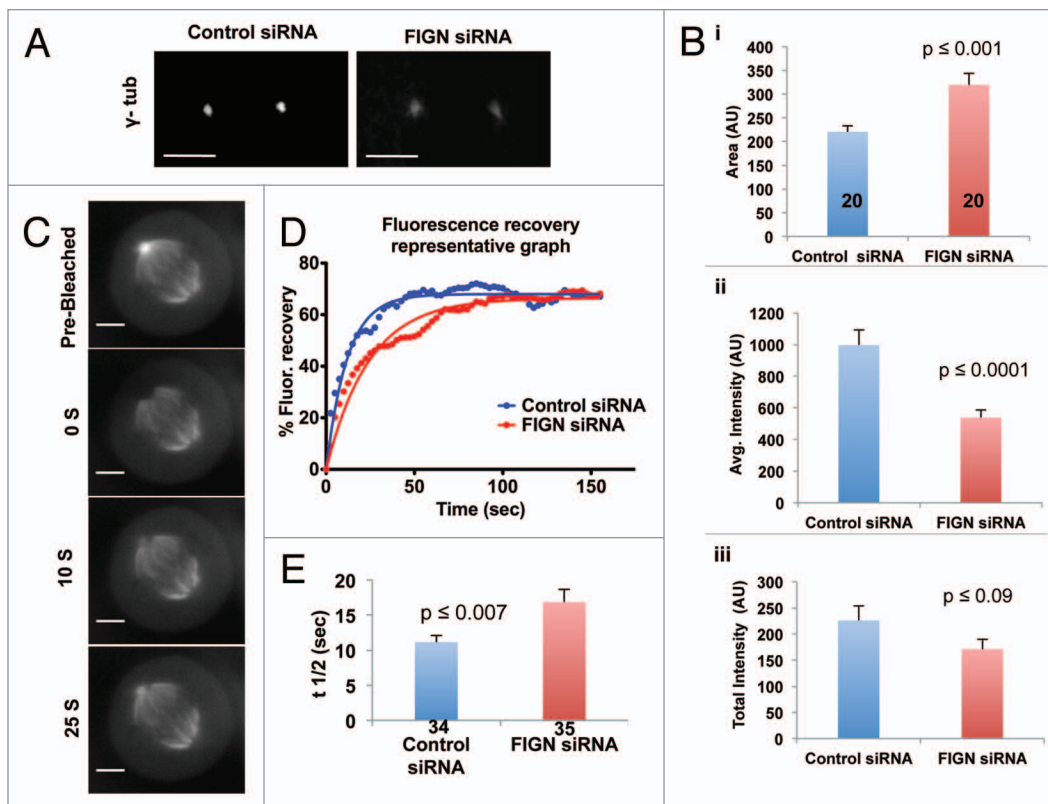 A
Control siRNA
FIGN siRNA
γ- tub
B
i
400
350
300
250
200
150
100
50
0
Area (AU)
p ≤ 0.001
20
20
Control siRNA
FIGN siRNA
ii
1200
1000
800
600
400
200
0
Avg. Intensity (AU)
p ≤ 0.0001
Control siRNA
FIGN siRNA
iii
300
250
200
150
100
50
0
Total Intensity (AU)
p ≤ 0.09
Control siRNA
FIGN siRNA
C
Pre-Bleached
0 S
10 S
25 S
D
Fluorescence recovery
representative graph
80
60
40
20
0
% Fluor. recovery
Control siRNA
FIGN siRNA
0
50
100
150
Time (sec)
E
20
15
10
5
0
t 1/2 (sec)
p ≤ 0.007
34
35
Control
siRNA
FIGN siRNA